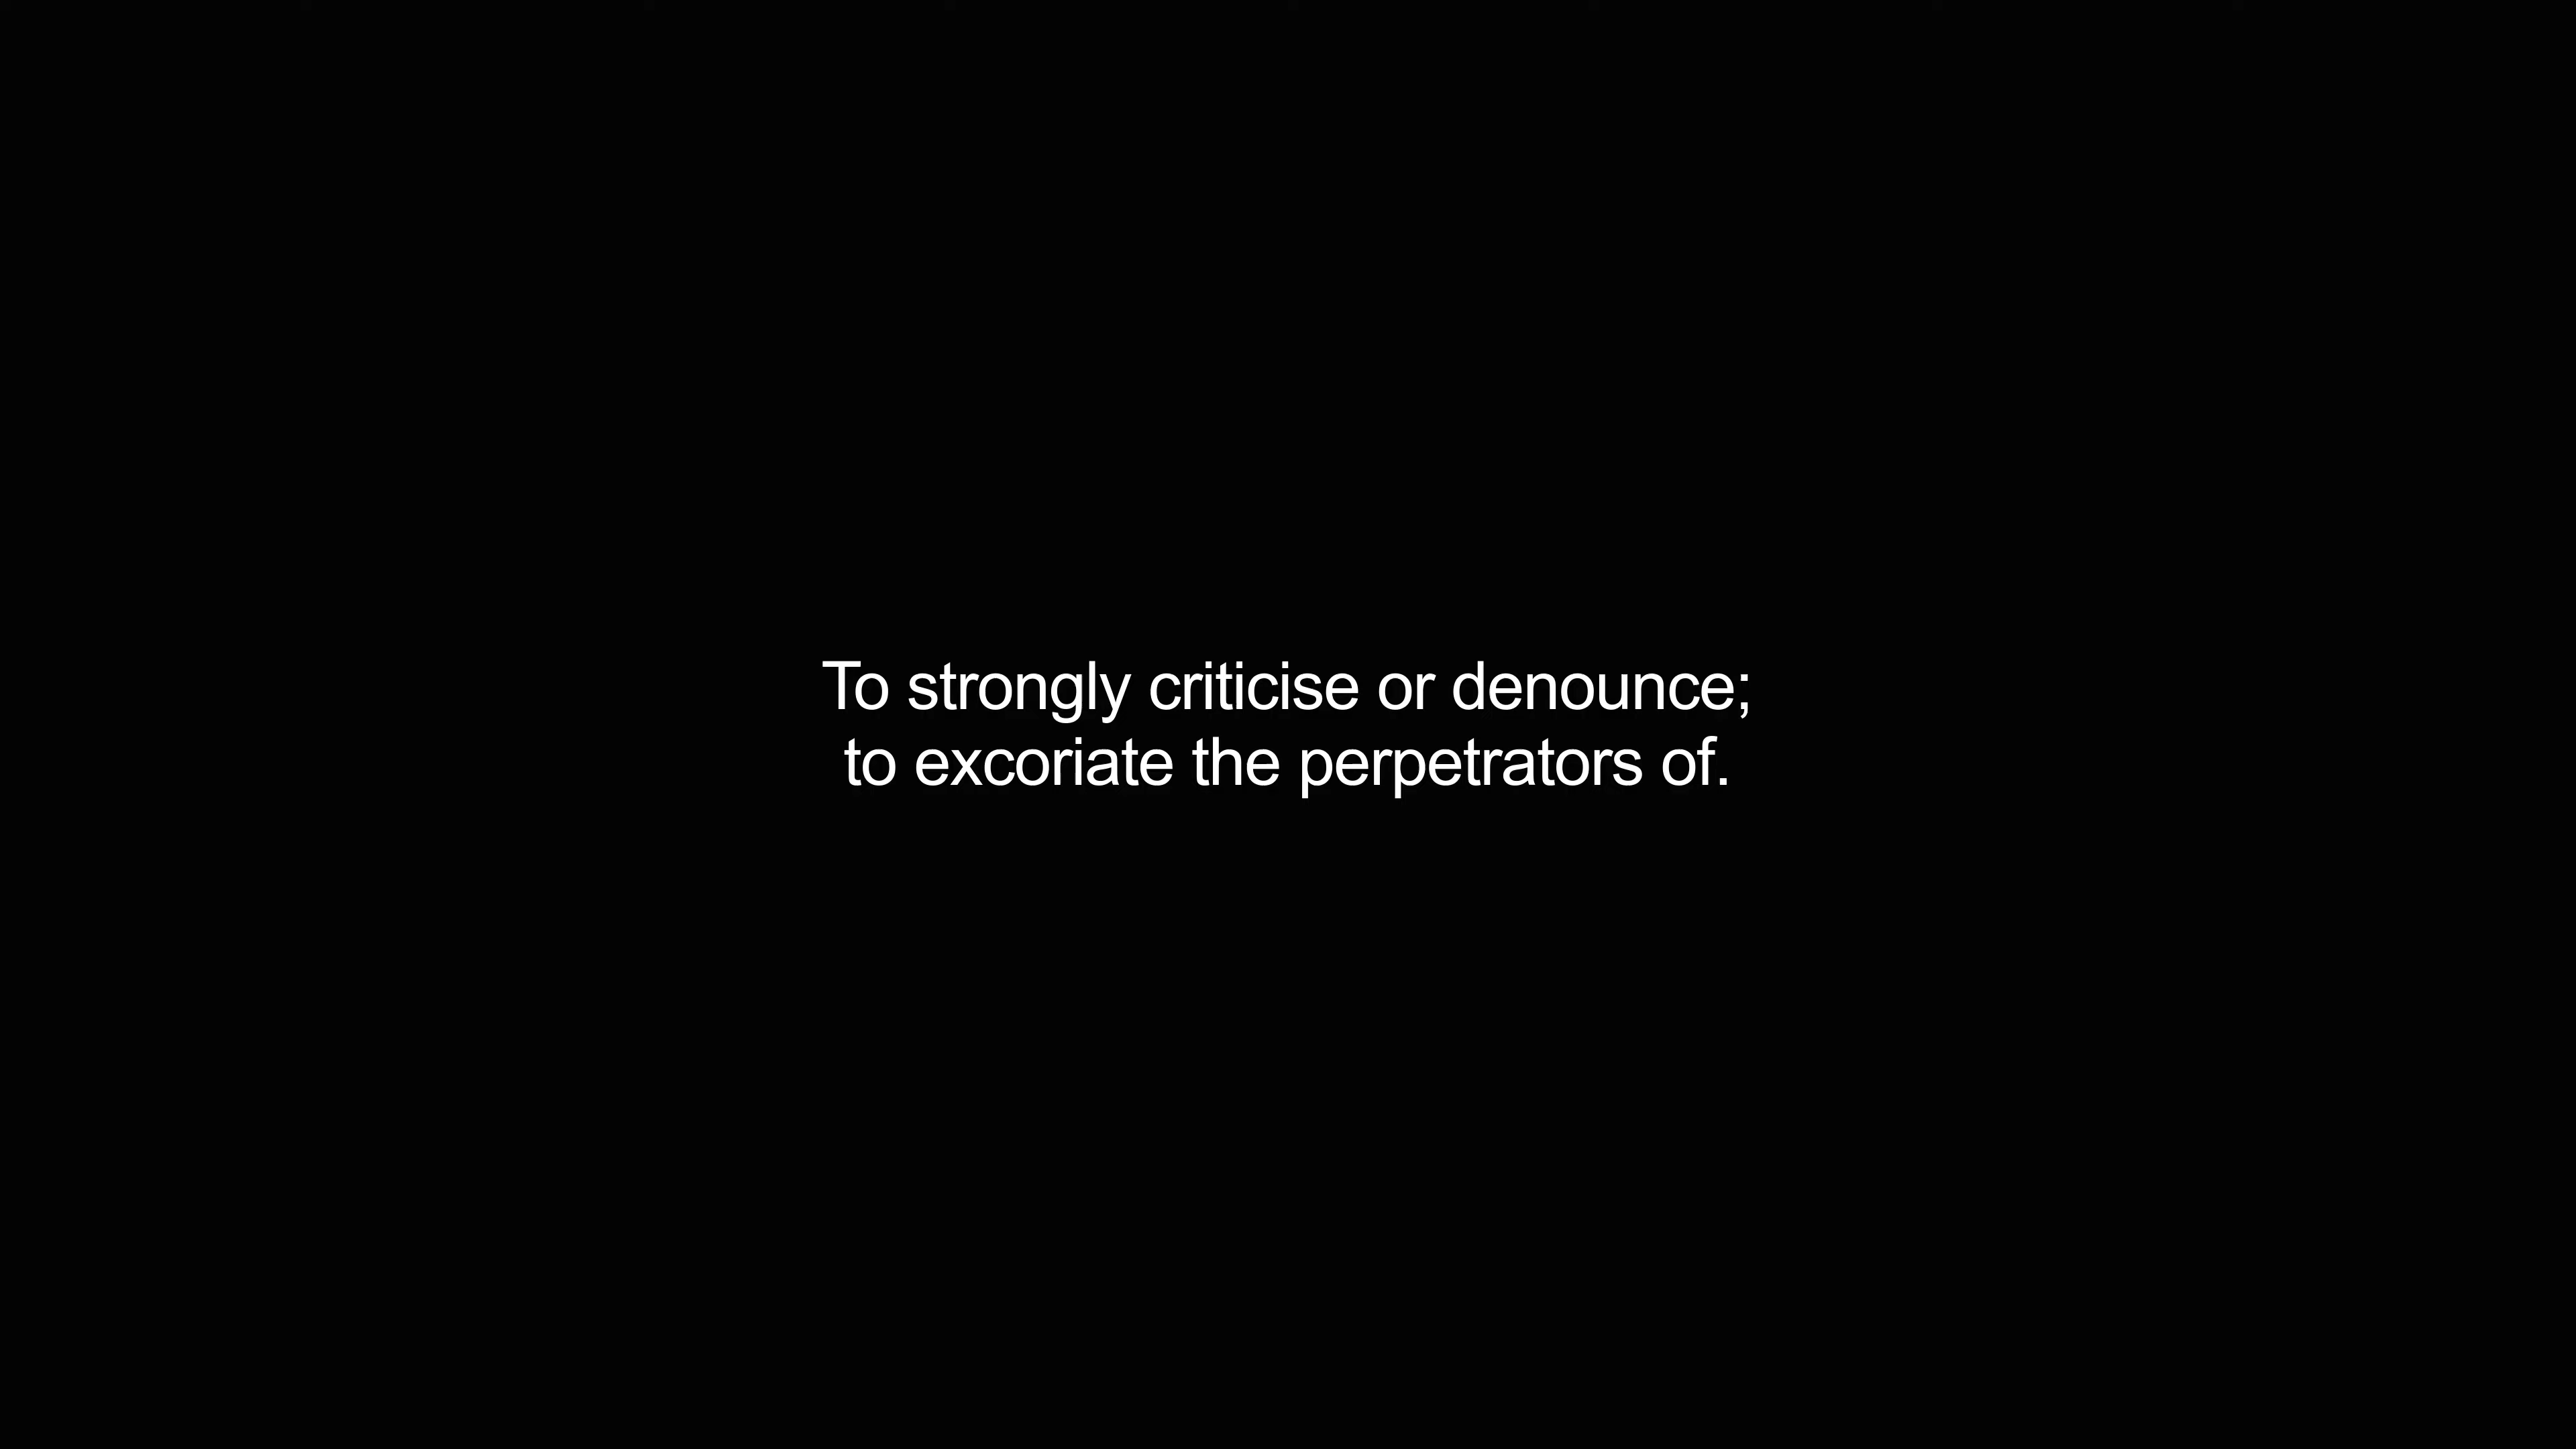 To strongly criticise or denounce;
to excoriate the perpetrators of.